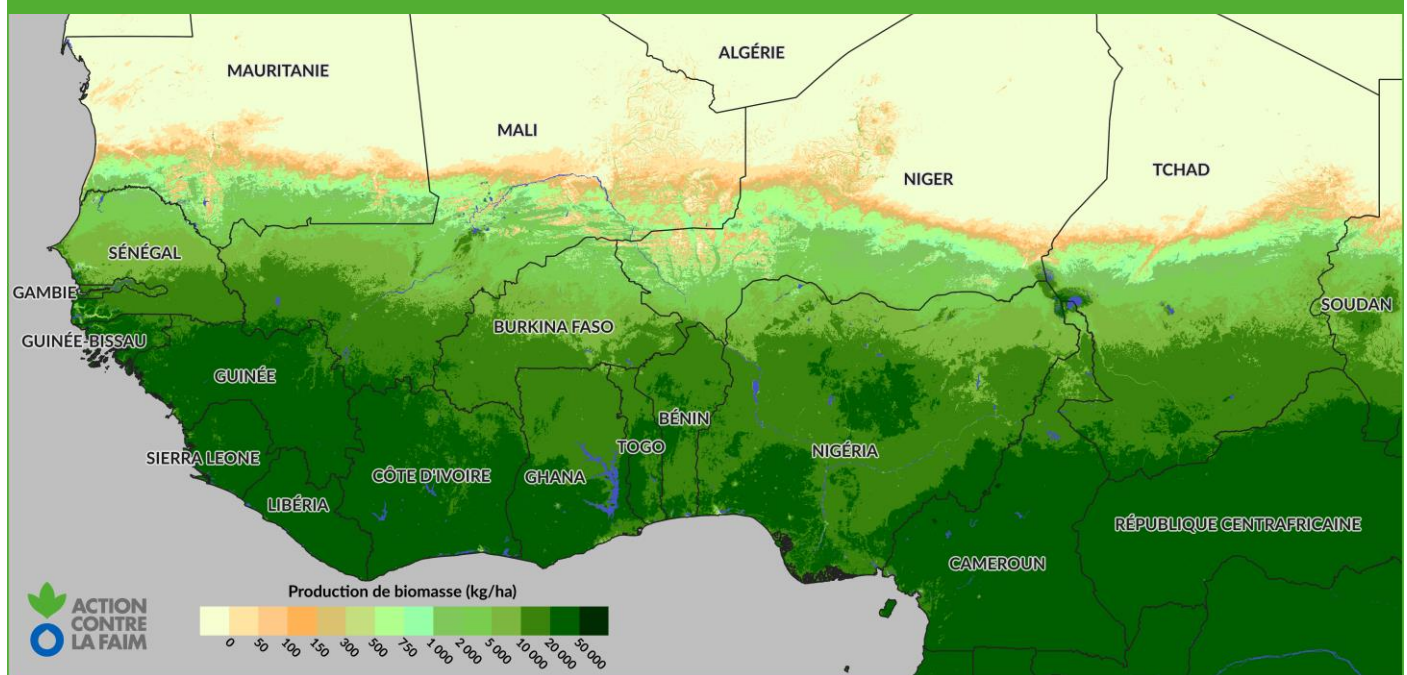 ALGÉRIE
MAURITANIE
MALI
NIGER
TCHAD
SÉNÉGAL
GAMBIE
SOUDAN
BURKINA FASO
GUINÉE-BISSAU
GUINÉE
BÉNIN
TOGO
NIGÉRIA
SIERRA LEONE
CÔTE D'IVOIRE
GHANA
LIBÉRIA
RÉPUBLIQUE CENTRAFRICAINE
CAMEROUN
Production de biomasse (kg/ha)
0 50 100 150 300 500 750 1 000 2 000 5 000 10 000 20 000 50 000
ACTION
CONTRE
LA FAIM